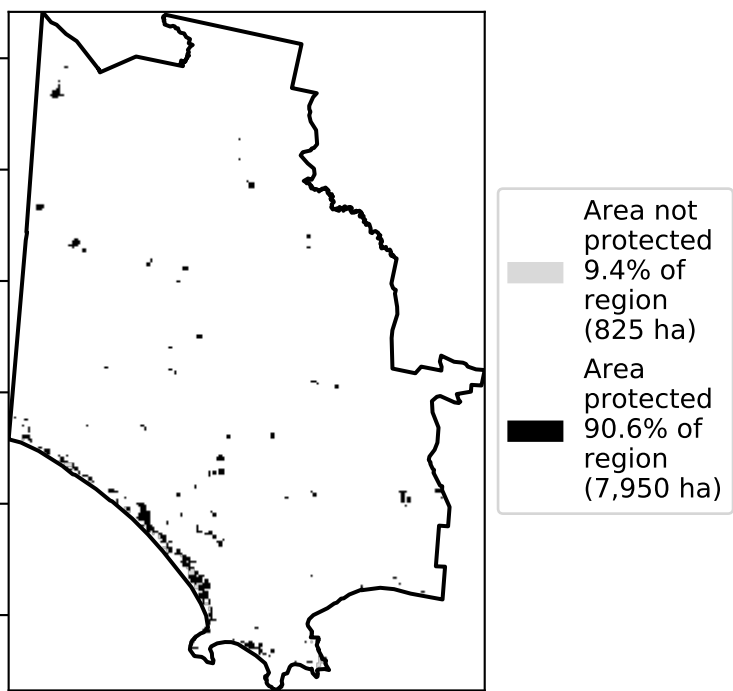 Area not
protected
9.4% of
region
(825 ha)
Area
protected
90.6% of
region
(7,950 ha)